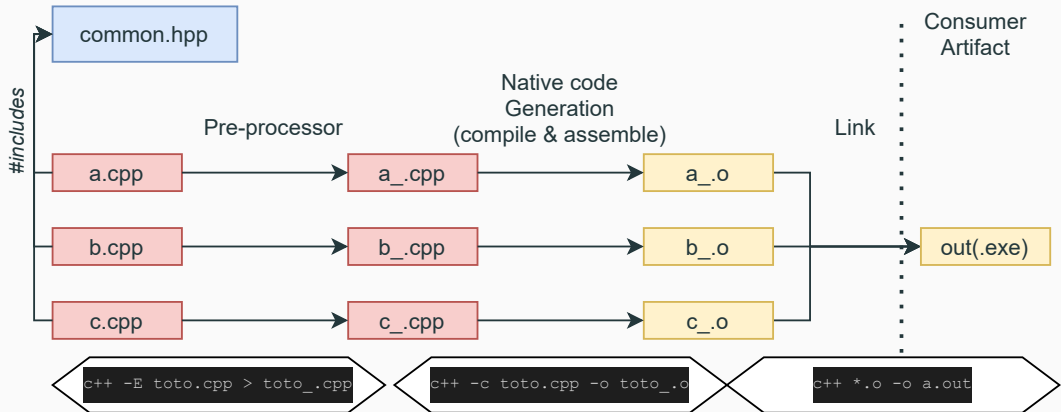 common.hpp
Consumer
Artifact
#includes
Pre-processor
Native code
Generation
(compile & assemble)
Link
a.cpp
a_.cpp
a_.o
b.cpp
b_.cpp
b_.o
out(.exe)
c.cpp
c_.cpp
c_.o
c++ -E toto.cpp > toto_.cpp
c++ -c toto.cpp -o toto_.o
c++ *.o -o a.out